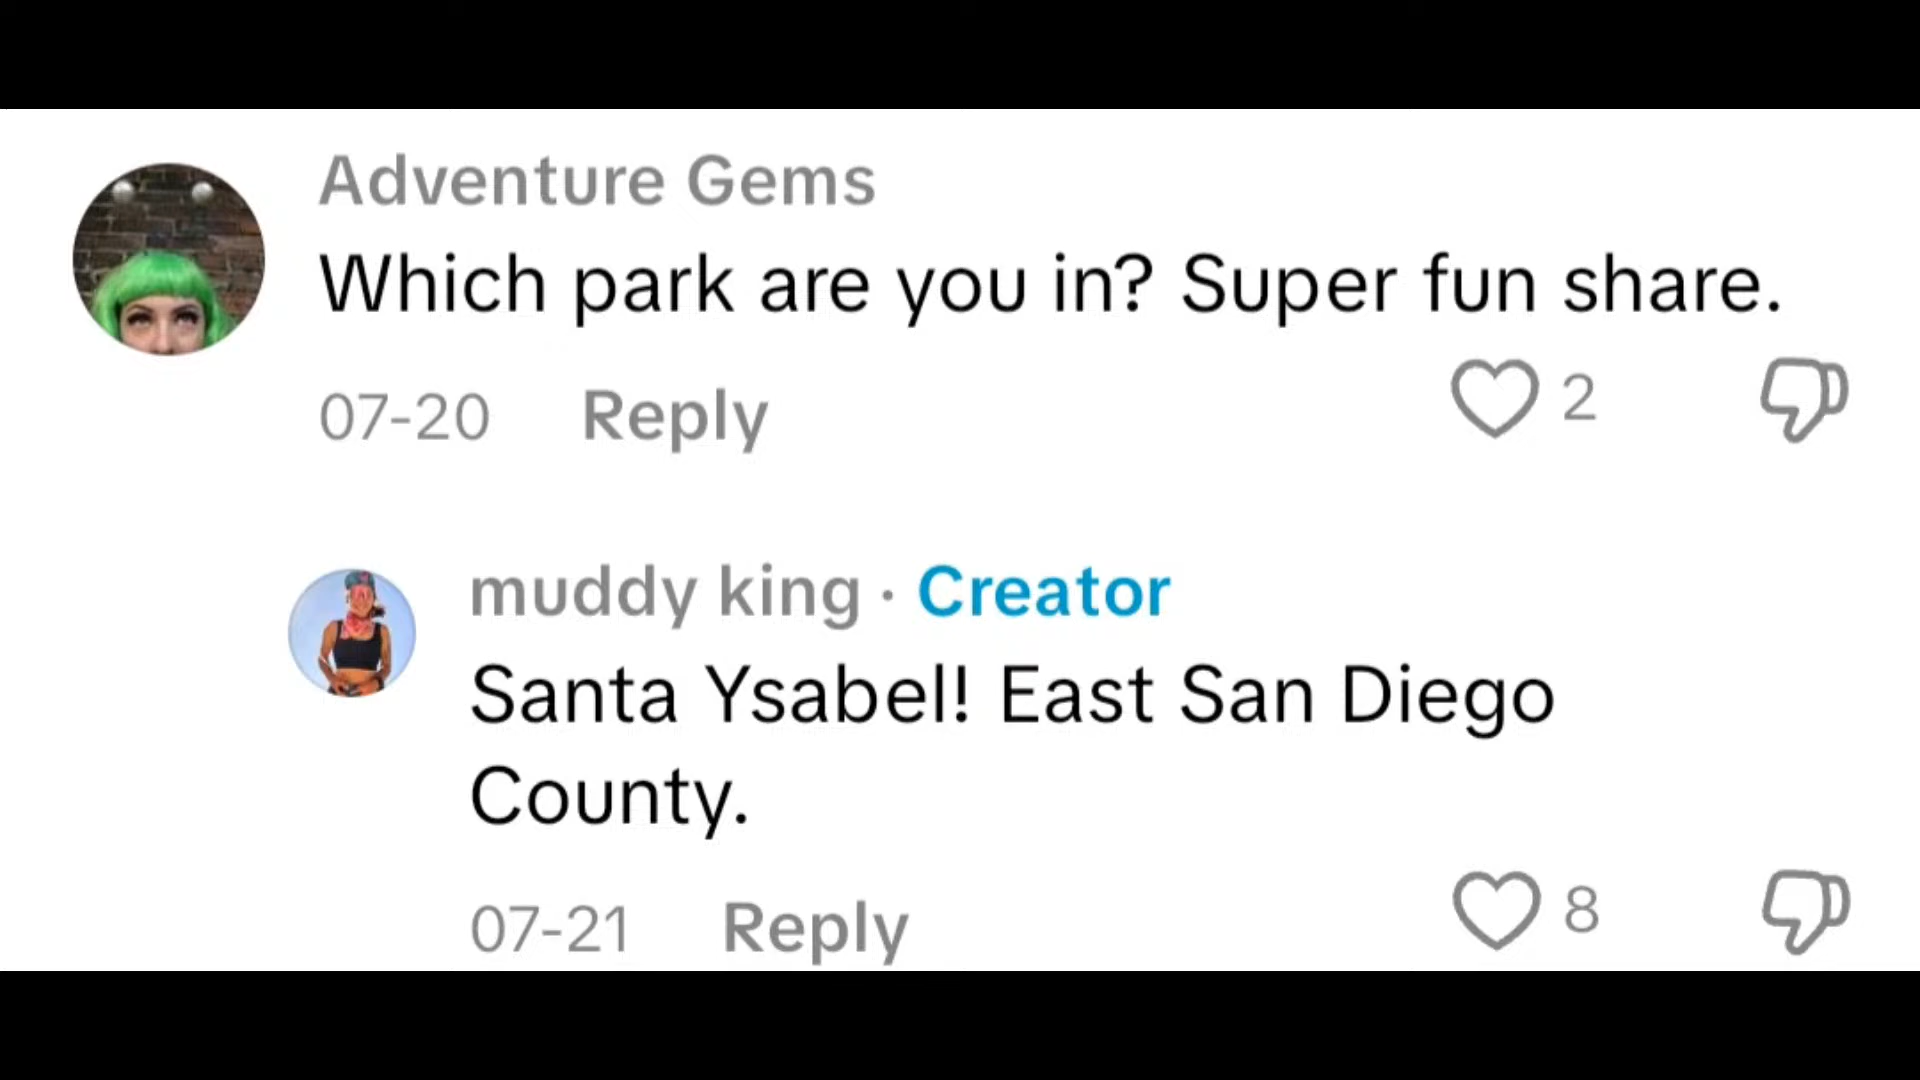 Adventure Gems
Which park are you in? Super fun share.
07-20 Reply 2
muddy king · Creator
Santa Ysabel! East San Diego
County.
07-21 Reply 8